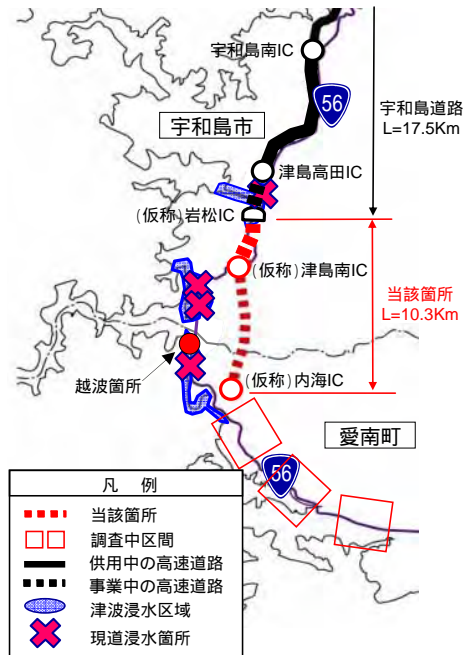 宇和島南IC
56
宇和島道路
L=17.5Km
宇和島市
津島高田IC
(仮称)岩松IC
(仮称)津島南IC
当該箇所
L=10.3Km
越波箇所
(仮称)内海IC
愛南町
56
凡 例
当該箇所
調査中区間
供用中の高速道路
事業中の高速道路
津波浸水区域
現道浸水箇所